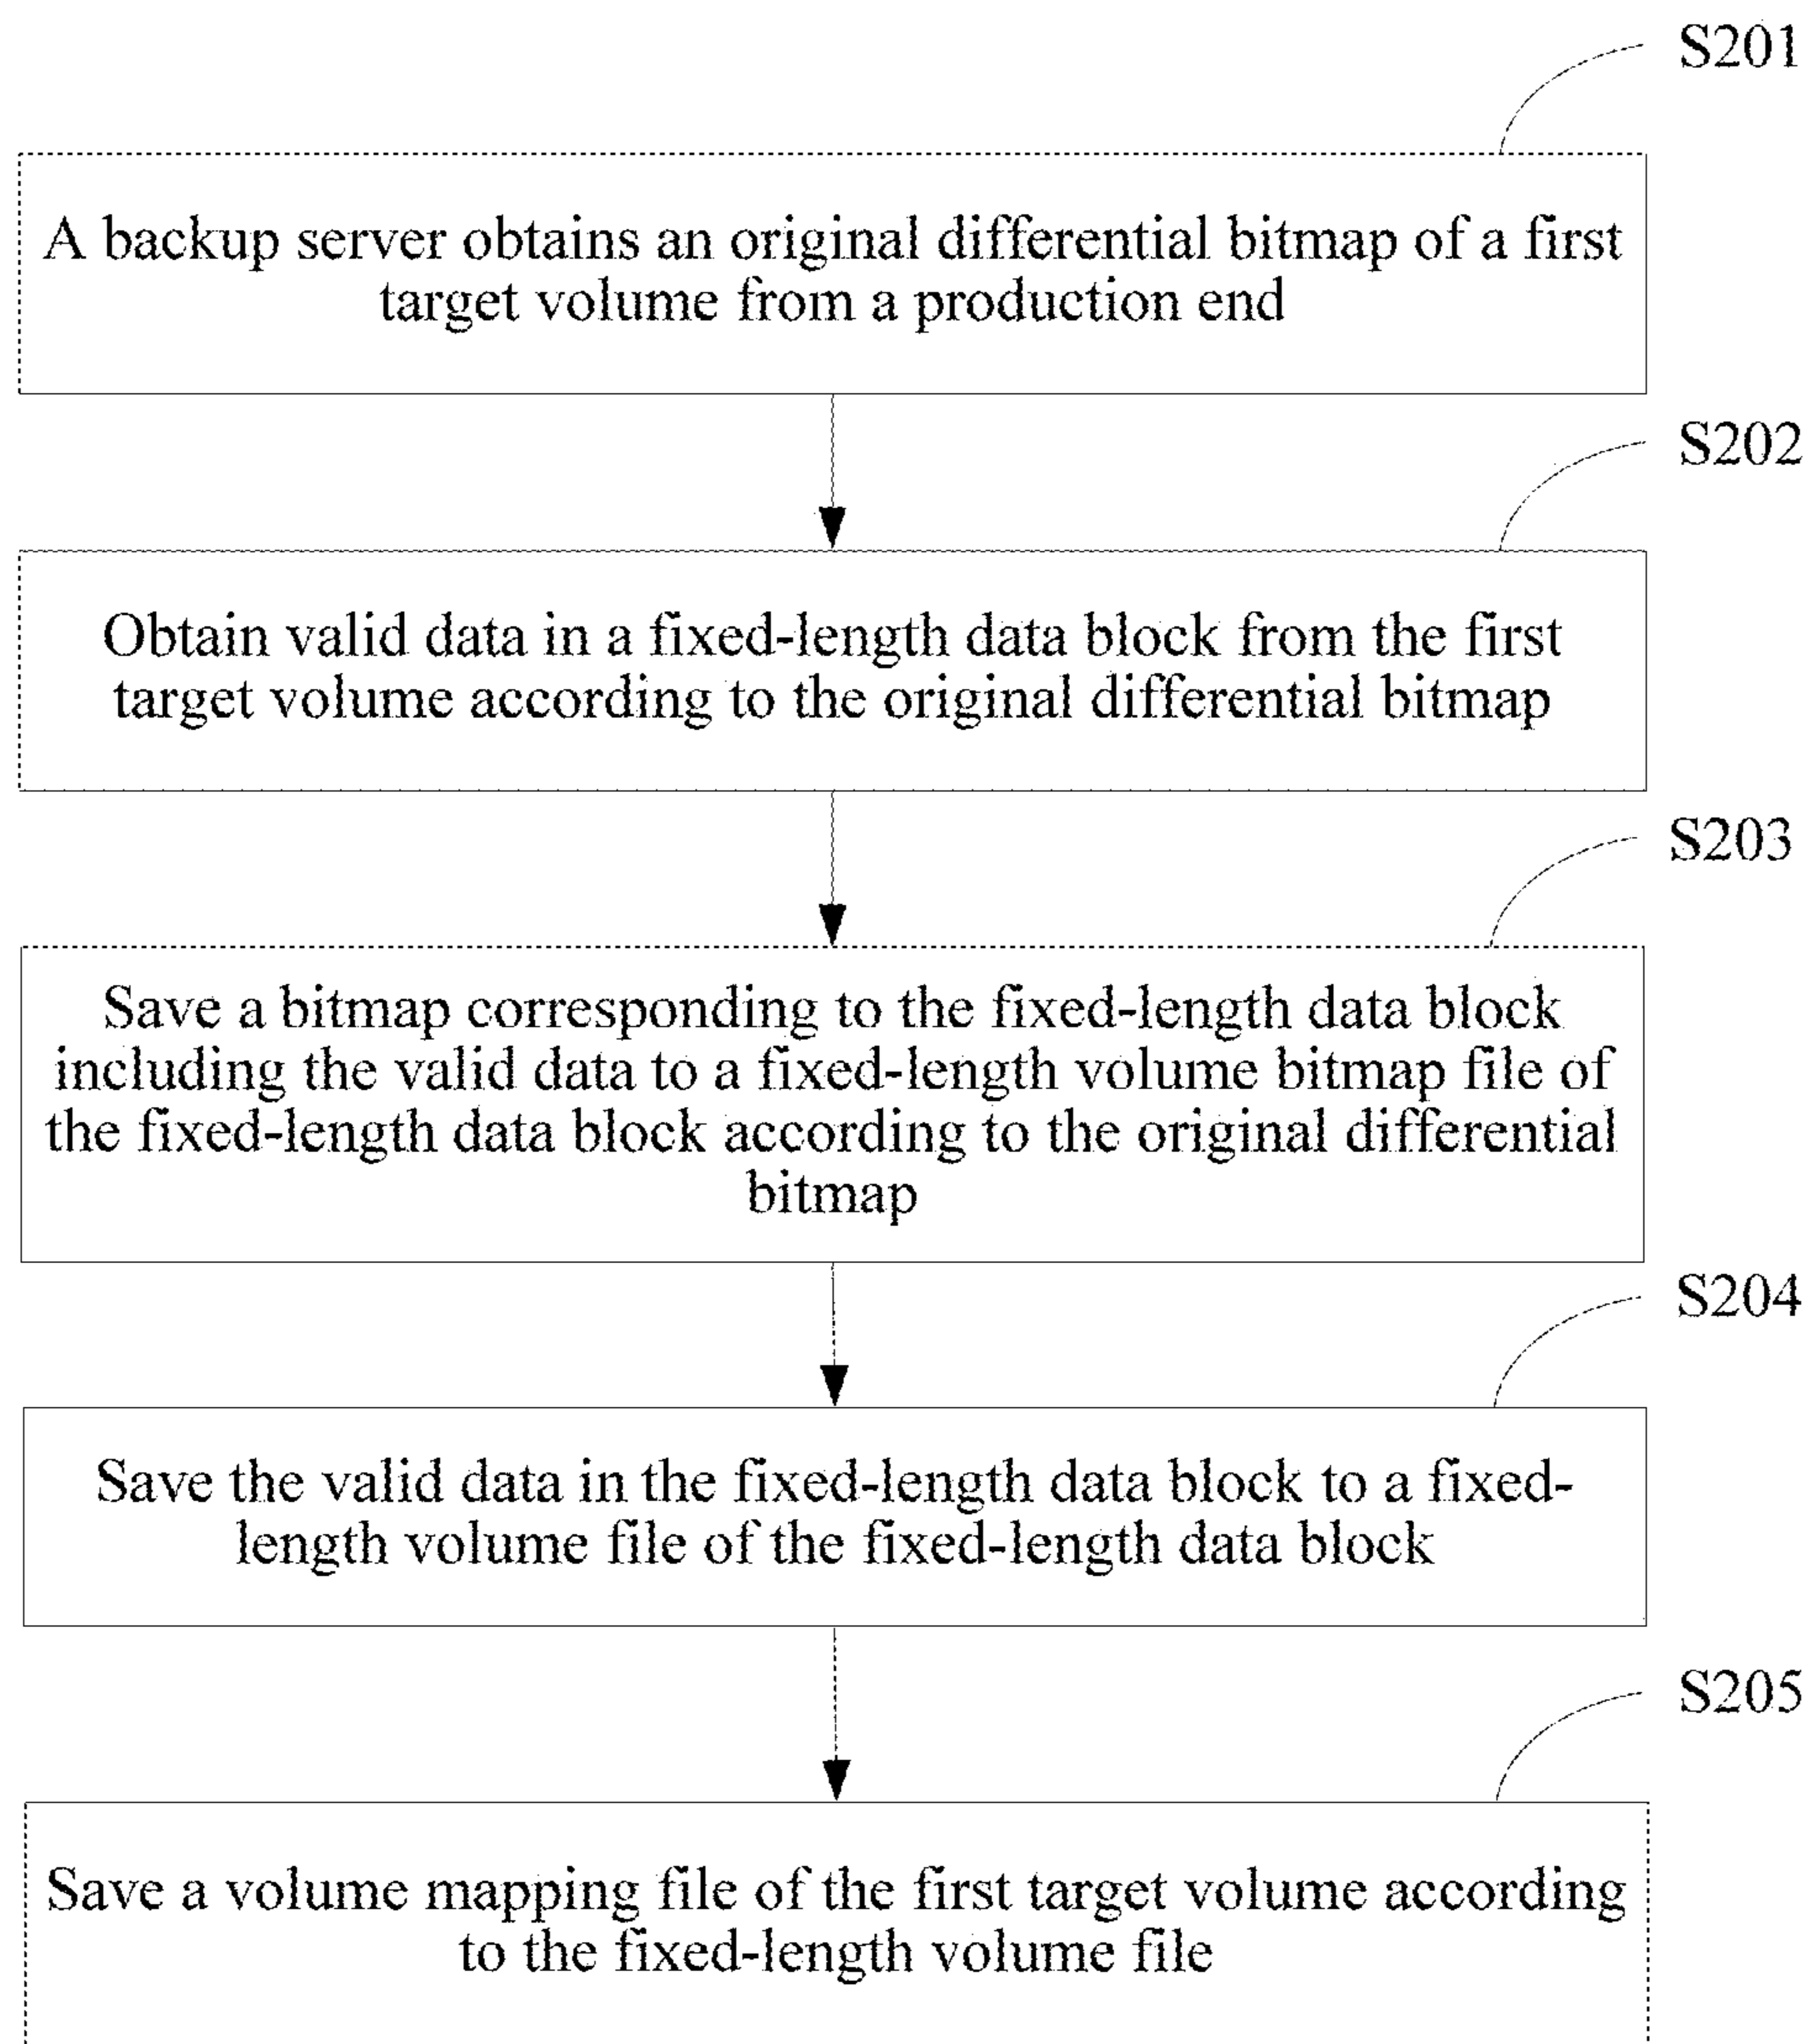 S201
A backup server obtains an original differential bitmap of a first
target volume from a production end
S202
Obtain valid data in a fixed-length data block from the first
target volume according to the original differential bitmap
S203
Save a bitmap corresponding to the fixed-length data block
including the valid data to a fixed-length volume bitmap file of
the fixed-length data block according to the original differential
bitmap
S204
Save the valid data in the fixed-length data block to a fixed-
length volume file of the fixed-length data block
S205
Save a volume mapping file of the first target volume according
to the fixed-length volume file